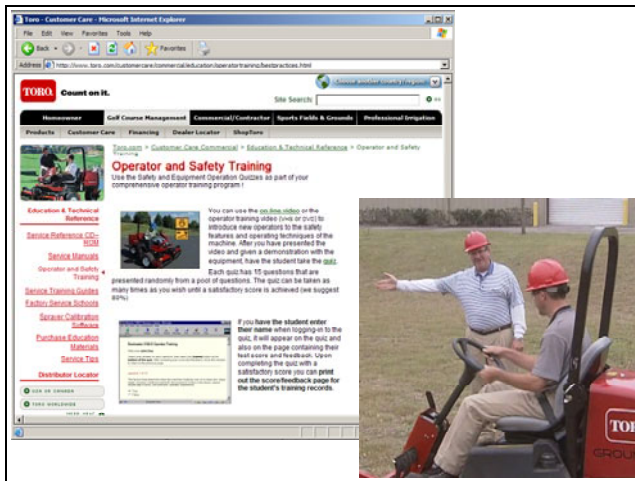 Toro - Customer Care - Microsoft Internet Explorer
File Edit View Favorites Tools Help
Back Favorites
Address http://www.toro.com/customercare/commercial/education/operatortraining/bestpractices.html
TORO. Count on it.
Choose another country/region
Site Search:
Homeowner Golf Course Management Commercial/Contractor Sports Fields & Grounds Professional Irrigation
Products Customer Care Financing Dealer Locator ShopToro
Toro.com > Customer Care Commercial > Education & Technical Reference > Operator and Safety
Training
Operator and Safety Training
Use the Safety and Equipment Operation Quizzes as part of your
comprehensive operator training program !
Education & Technical
Reference
Service Reference CD-
ROM
Service Manuals
Operator and Safety
Training
Service Training Guides
Factory Service Schools
Sprayer Calibration
Software
Purchase Education
Materials
Service Tips
Distributor Locator
USA OR CANADA
TORO WORLDWIDE
You can use the on line video or the
operator training video (VHS or DVD) to
introduce new operators to the safety
features and operating techniques of the
machine. After you have presented the
video and given a demonstration with the
equipment, have the student take the quiz.
Each quiz has 15 questions that are
presented randomly from a pool of questions. The quiz can be taken as
many times as you wish until a satisfactory score is achieved (we suggest
80%)
If you have the student enter
their name when logging-in to the
quiz, it will appear on the quiz and
also on the page containing their
test score and feedback. Upon
completing the quiz with a
satisfactory score you can print
out the score/feedback page for
the student's training records.
TORO
GROUN